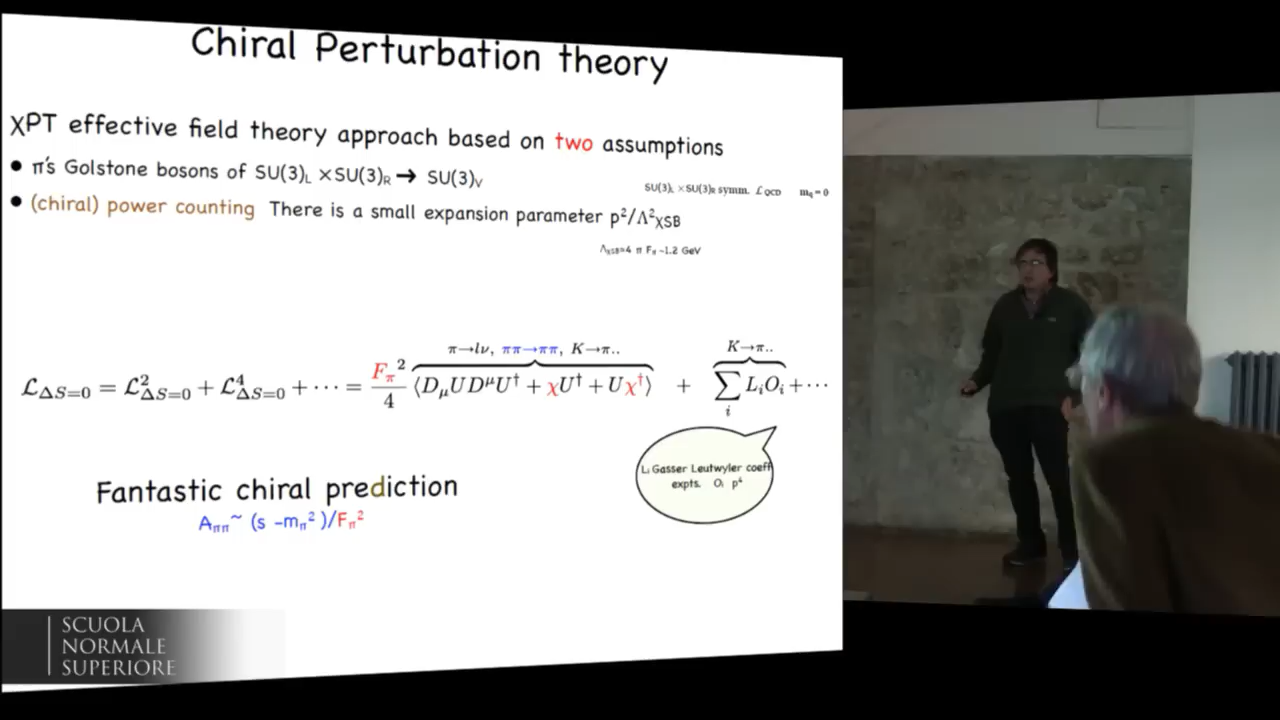 Chiral Perturbation theory
χPT effective field theory approach based on two assumptions
• π's Golstone bosons of SU(3)L ×SU(3)R → SU(3)V
SU(3)L ×SU(3)R symm. ℒQCD mq=0
• (chiral) power counting There is a small expansion parameter p²/Λ²χSB
ΛχSB≈4 π Fπ ~1.2 GeV
π→lν, ππ→ππ, K→π.. K→π..
ℒΔS=0 = ℒ²ΔS=0 + ℒ⁴ΔS=0 + ··· = Fπ²/4 ⟨DμUDμU† + χU† + Uχ†⟩ + ∑i LiOi + ···
Li Gasser Leutwyler coeff
expts. Oi p⁴
Fantastic chiral prediction
Aππ~ (s -mπ²)/Fπ²
SCUOLA
NORMALE
SUPERIORE